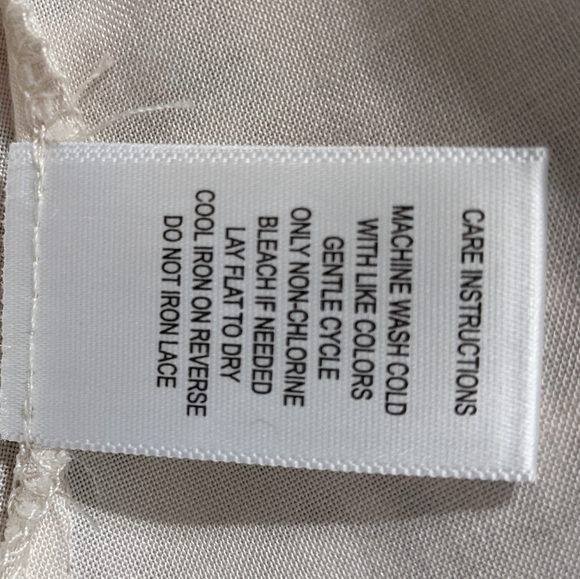 CARE INSTRUCTIONS
MACHINE WASH COLD
WITH LIKE COLORS
GENTLE CYCLE
ONLY NON-CHLORINE
BLEACH IF NEEDED
LAY FLAT TO DRY
COOL IRON ON REVERSE
DO NOT IRON LACE